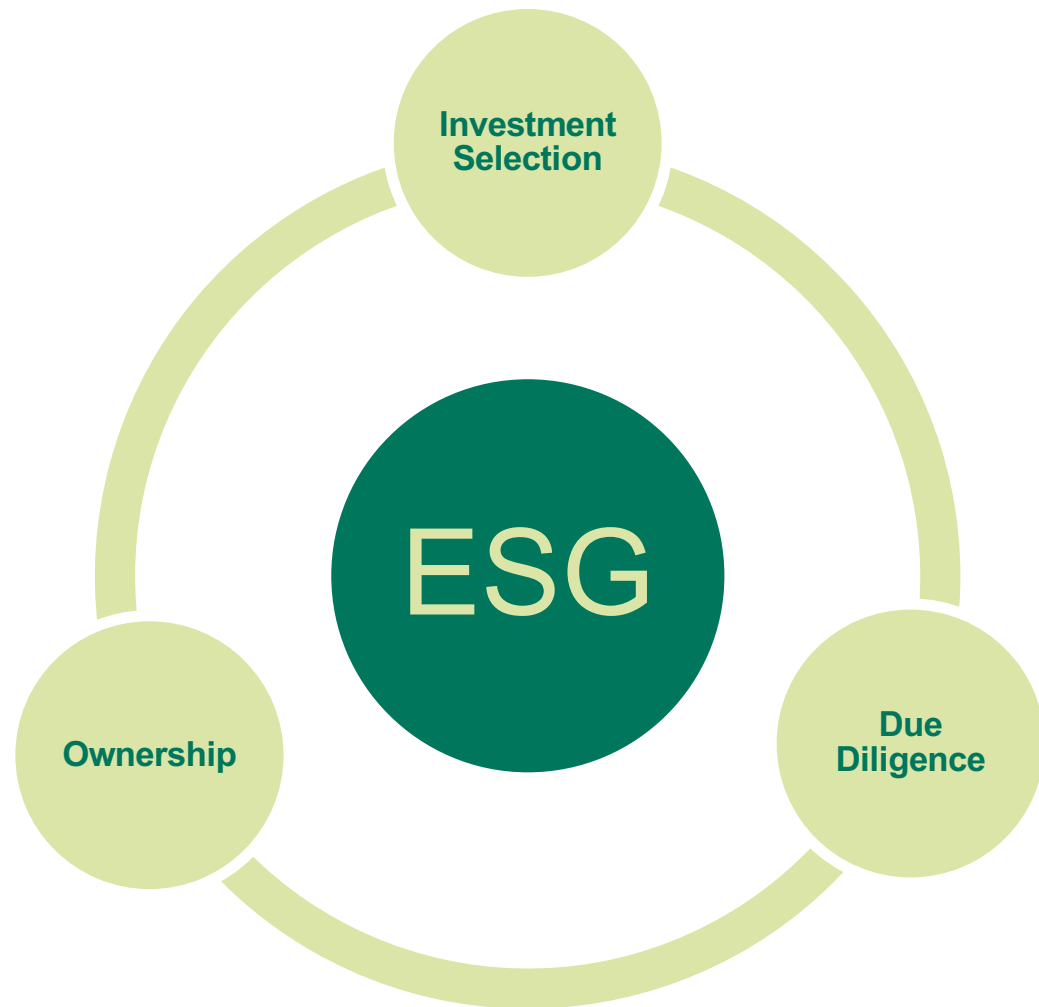 Investment
Selection
ESG
Ownership
Due
Diligence